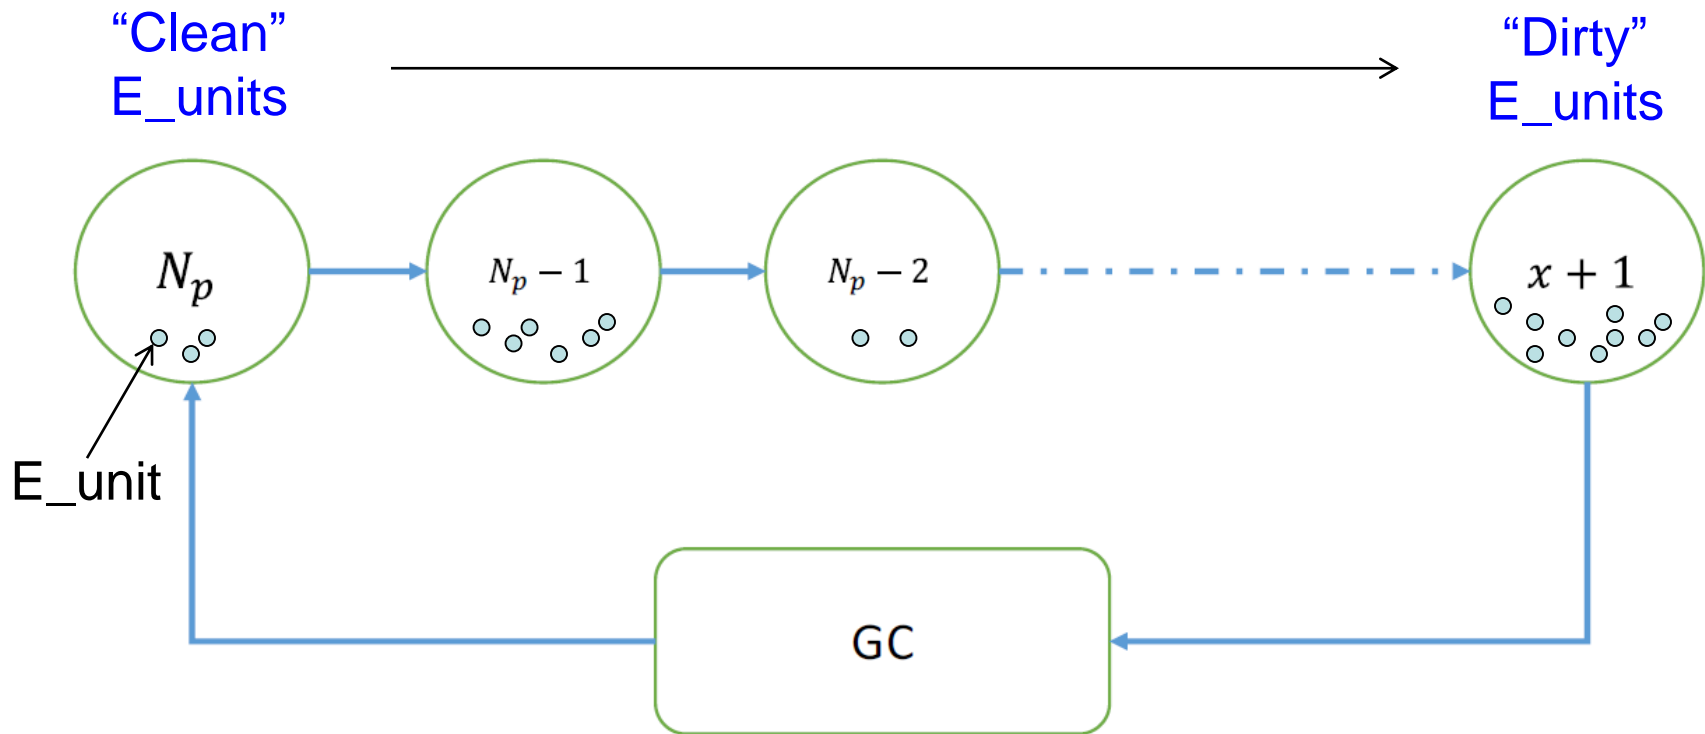 “Clean”
E_units
“Dirty”
E_units
N_p
N_p − 1
N_p − 2
x + 1
E_unit
GC